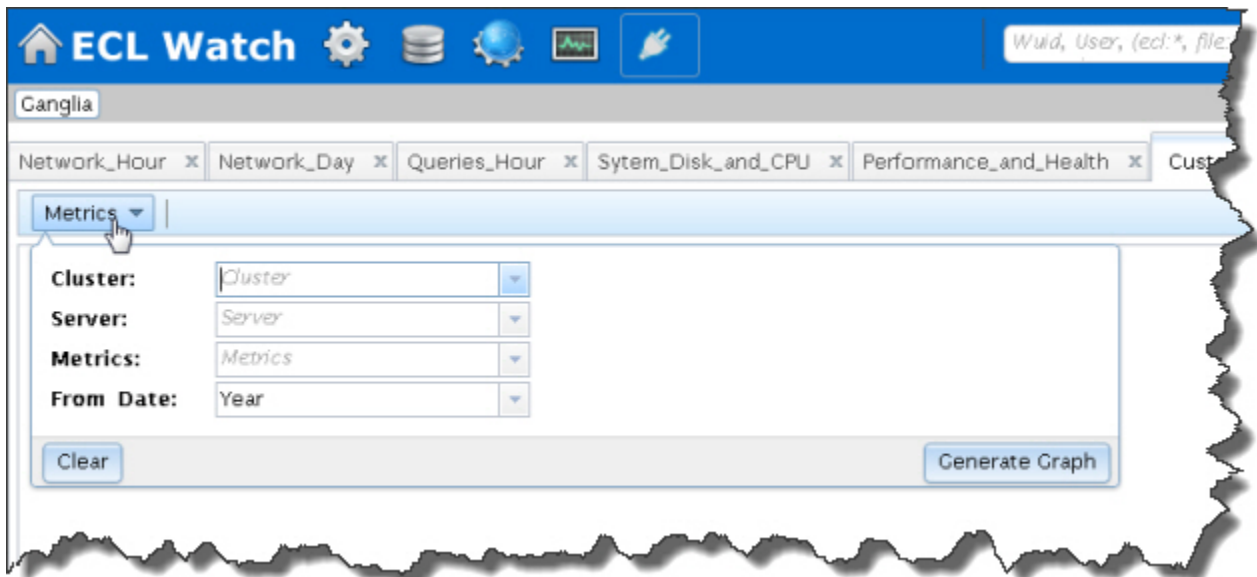 ECL Watch
Wuid, User, (ecl:*, file:
Ganglia
Network_Hour x Network_Day x Queries_Hour x Sytem_Disk_and_CPU x Performance_and_Health x Cust
Metrics
Cluster: Cluster
Server: Server
Metrics: Metrics
From Date: Year
Clear Generate Graph